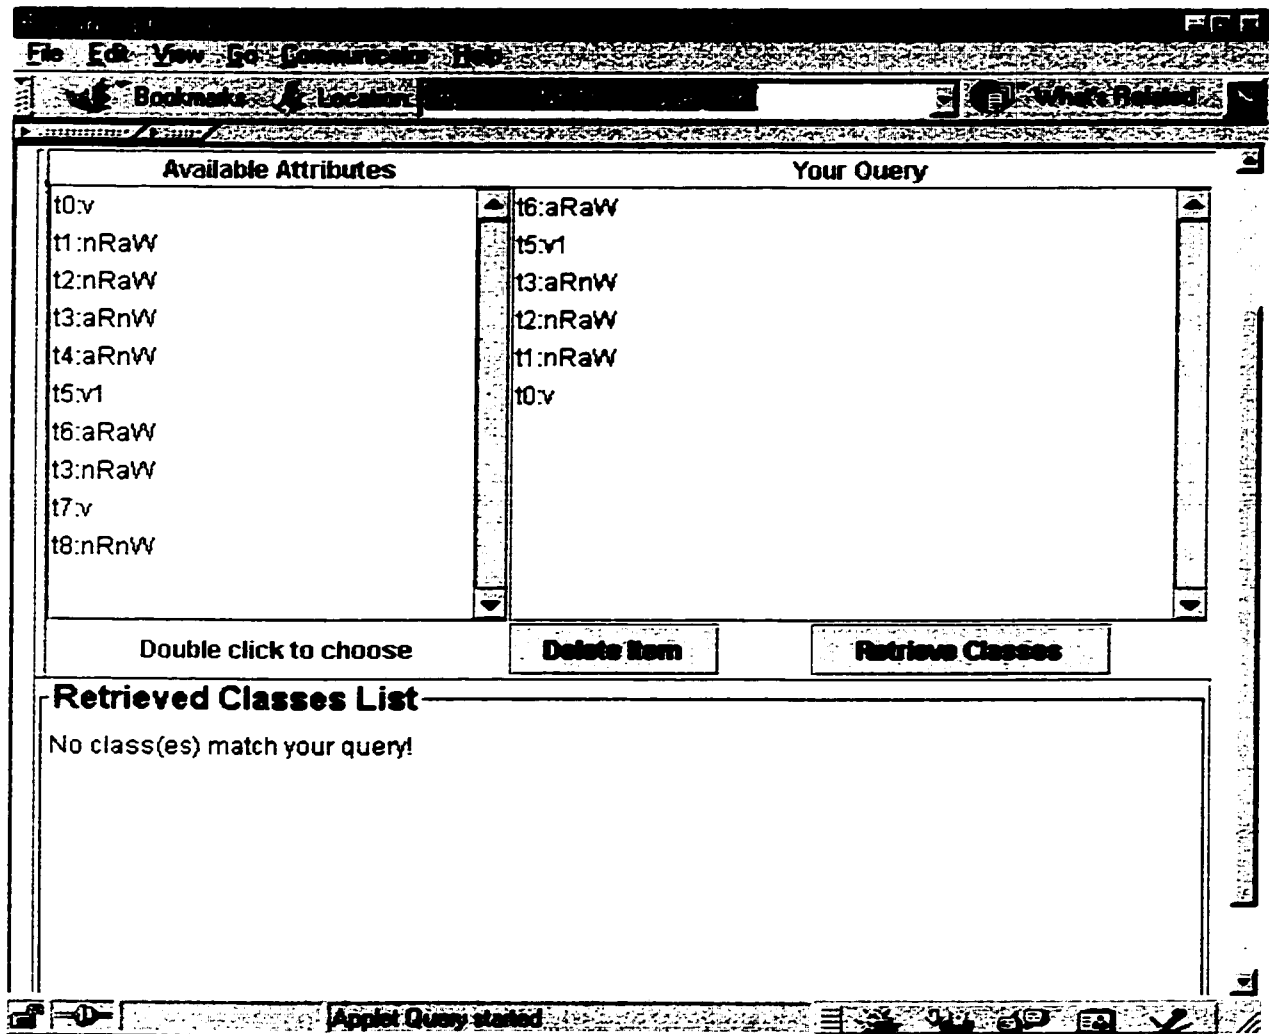 File Edit View Go Communicator Help
Bookmarks Location: What's Related
Available Attributes Your Query
t0:v
t1:nRaW
t2:nRaW
t3:aRnW
t4:aRnW
t5:v1
t6:aRaW
t3:nRaW
t7:v
t8:nRnW
t6:aRaW
t5:v1
t3:aRnW
t2:nRaW
t1:nRaW
t0:v
Double click to choose Delete Item Retrieve Classes
Retrieved Classes List
No class(es) match your query!
Applet Query started